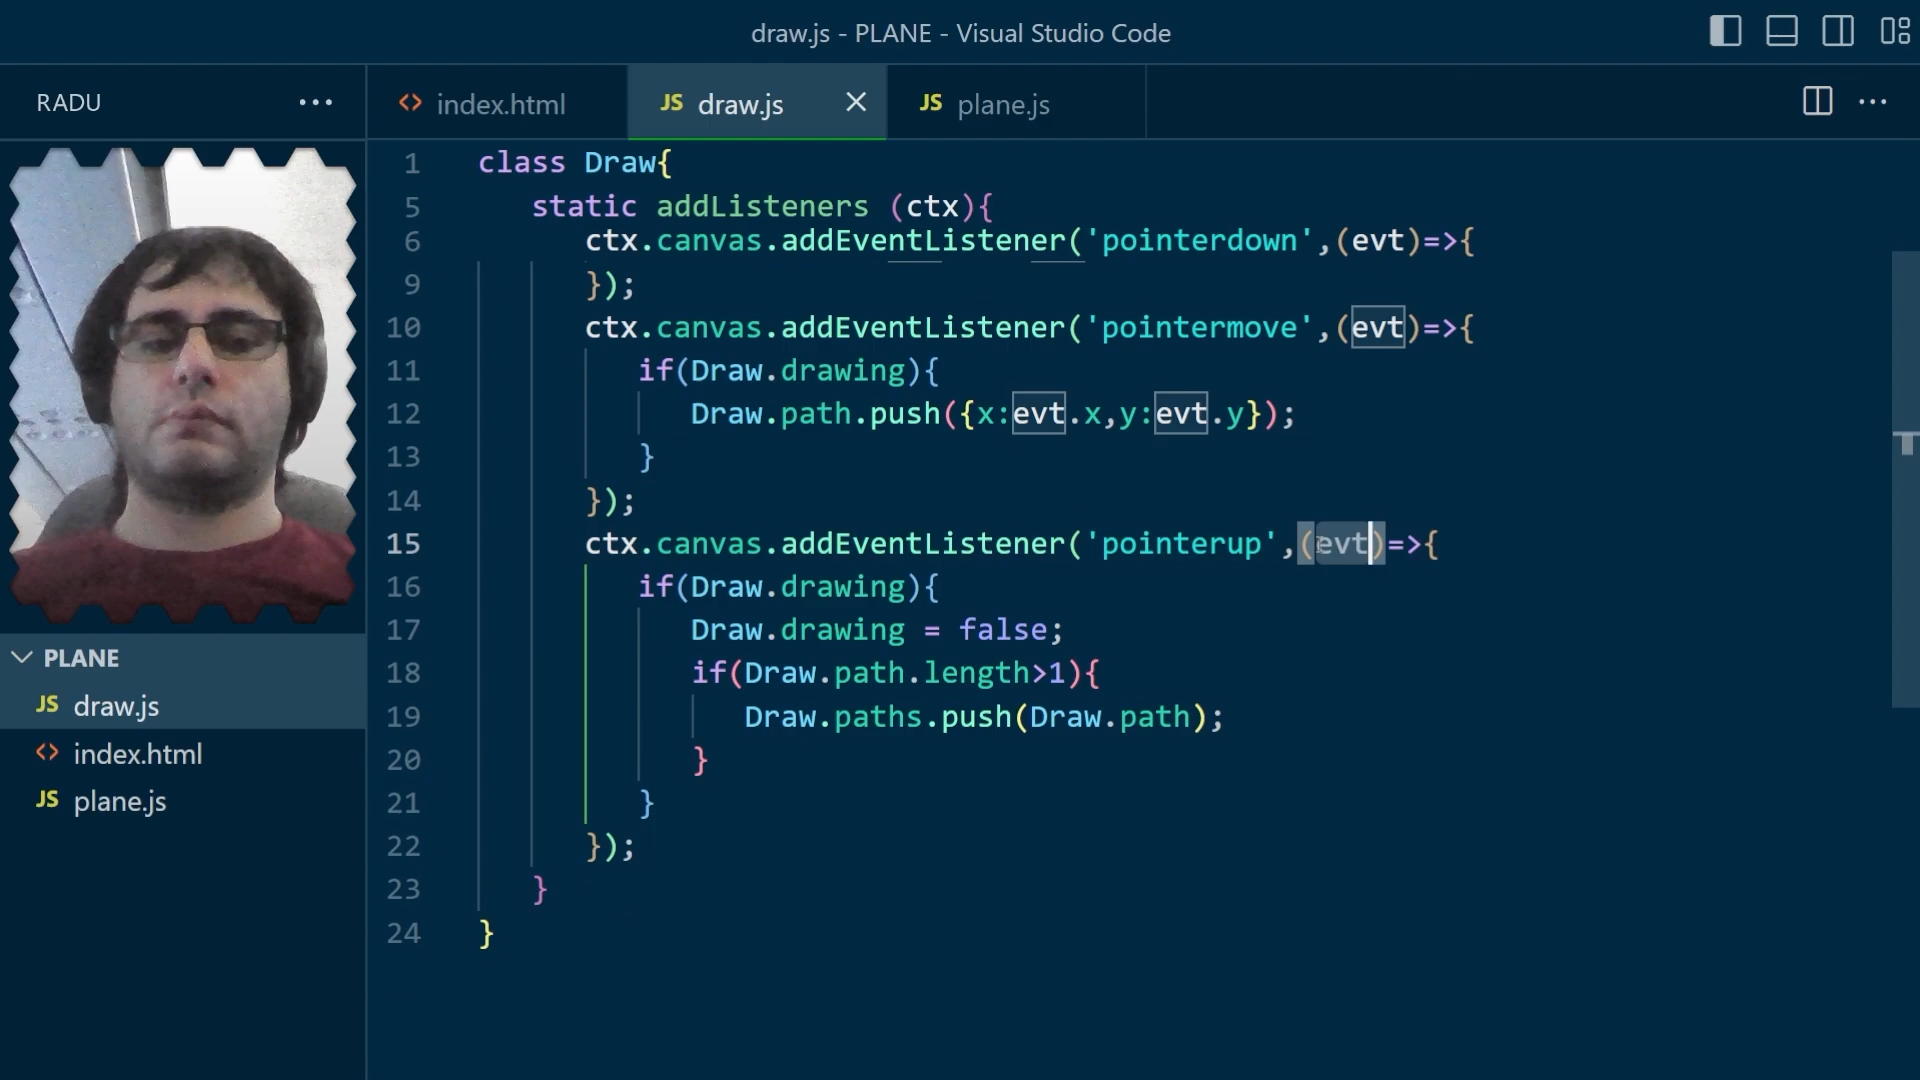 draw.js - PLANE - Visual Studio Code
RADU
index.html
JS draw.js
JS plane.js
1 class Draw{
5 static addListeners (ctx){
6 ctx.canvas.addEventListener('pointerdown',(evt)=>{
9 });
10 ctx.canvas.addEventListener('pointermove',(evt)=>{
11 if(Draw.drawing){
12 Draw.path.push({x:evt.x,y:evt.y});
13 }
14 });
15 ctx.canvas.addEventListener('pointerup',(evt)=>{
16 if(Draw.drawing){
17 Draw.drawing = false;
18 if(Draw.path.length>1){
19 Draw.paths.push(Draw.path);
20 }
21 }
22 });
23 }
24 }
PLANE
JS draw.js
index.html
JS plane.js